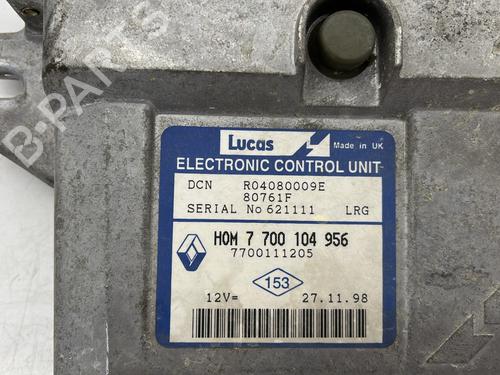 B-PARTS
Lucas Made in UK
ELECTRONIC CONTROL UNIT
DCN R04080009E
80761F
SERIAL No 621111 LRG
HOM 7 700 104 956
7700111205
153
12V= 27.11.98